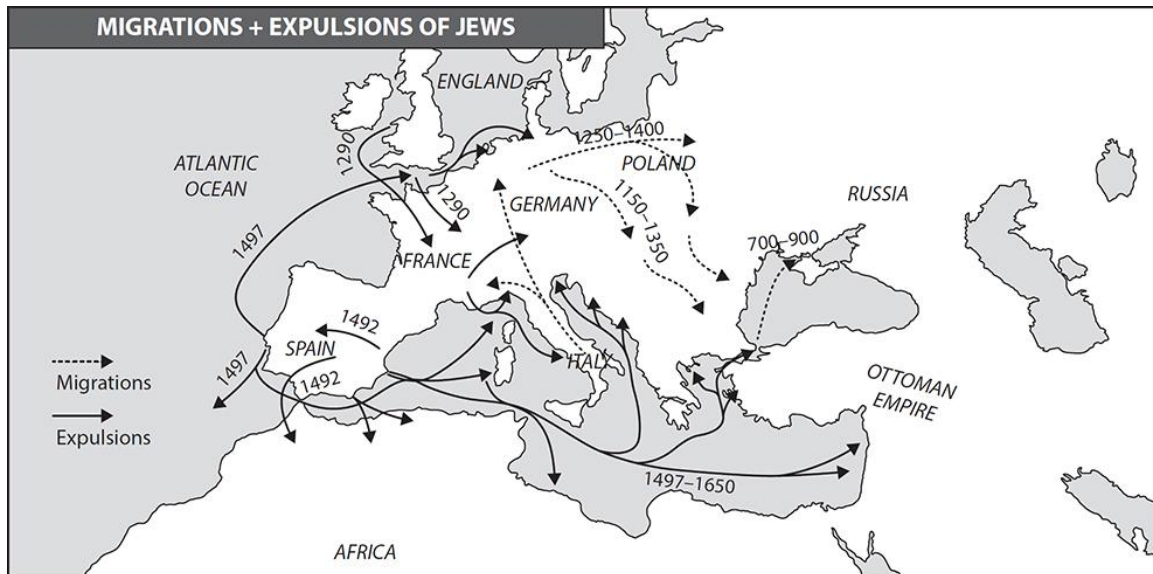 MIGRATIONS + EXPULSIONS OF JEWS
ENGLAND
1250–1400
1290
ATLANTIC
OCEAN
POLAND
1290
GERMANY
1150–1350
RUSSIA
1497
700–900
FRANCE
1492
SPAIN
ITALY
1497
1492
OTTOMAN
EMPIRE
Migrations
Expulsions
1497–1650
AFRICA